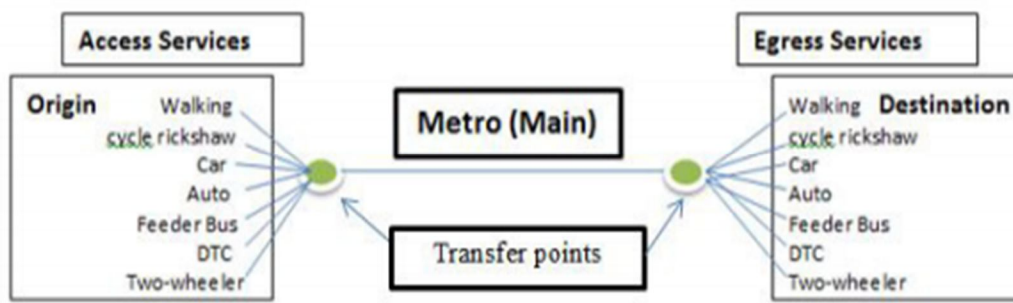 Access Services
Egress Services
Origin
Walking
cycle rickshaw
Car
Auto
Feeder Bus
DTC
Two-wheeler
Metro (Main)
Transfer points
Walking
Destination
cycle rickshaw
Car
Auto
Feeder Bus
DTC
Two-wheeler